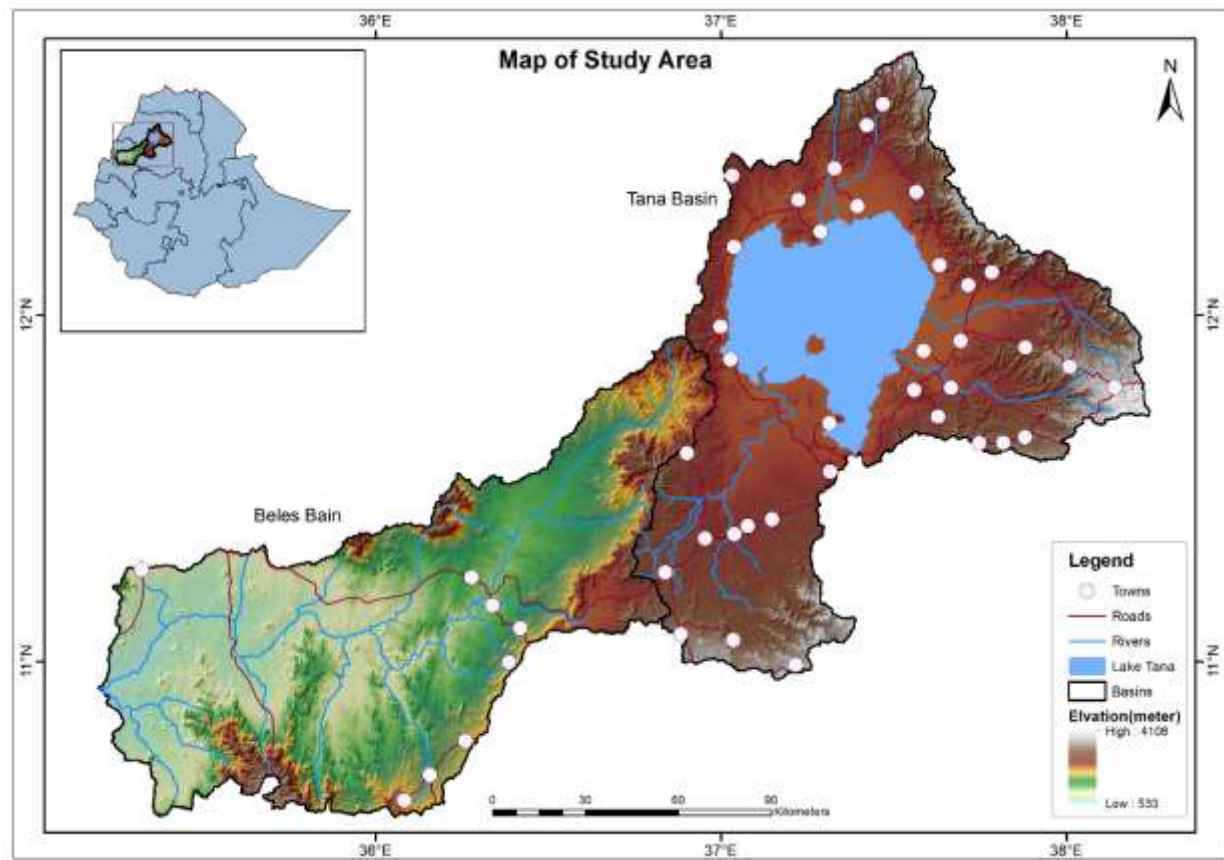 36°E
37°E
38°E
Map of Study Area
N
Tana Basin
12°N
12°N
Beles Bain
11°N
11°N
Legend
Towns
Roads
Rivers
Lake Tana
Basins
Elvation(meter)
High : 4108
Low : 533
0
30
60
90
Kilometers
36°E
37°E
38°E